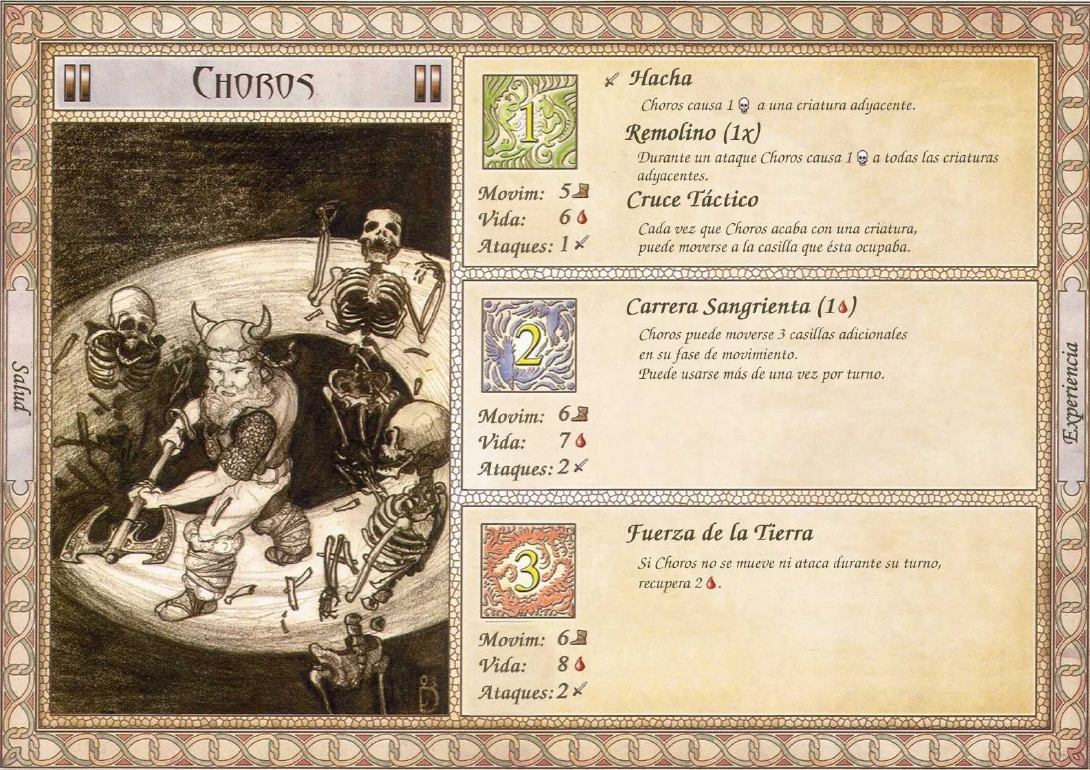 Choros
Salud
1
Movim: 5
Vida: 6
Ataques: 1
Hacha
Choros causa 1 a una criatura adyacente.
Remolino (1x)
Durante un ataque Choros causa 1 a todas las criaturas
adyacentes.
Cruce Táctico
Cada vez que Choros acaba con una criatura,
puede moverse a la casilla que ésta ocupaba.
2
Movim: 6
Vida: 7
Ataques: 2
Carrera Sangrienta (1)
Choros puede moverse 3 casillas adicionales
en su fase de movimiento.
Puede usarse más de una vez por turno.
3
Movim: 6
Vida: 8
Ataques: 2
Fuerza de la Tierra
Si Choros no se mueve ni ataca durante su turno,
recupera 2.
Experiencia